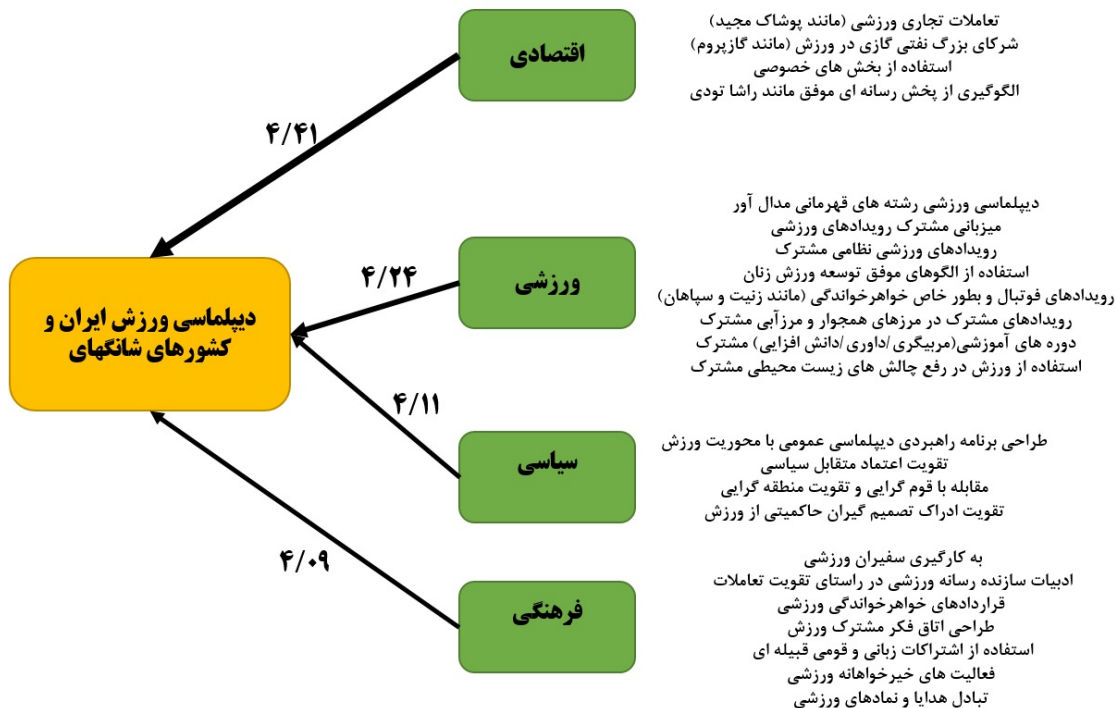 اقتصادی
تعاملات تجاری ورزشی (مانند پوشاک مجید)
شرکای بزرگ نفتی گازی در ورزش (مانند گازپروم)
استفاده از بخش های خصوصی
الگوگیری از پخش رسانه ای موفق مانند راشا تودی
۴/۴۱
ورزشی
دیپلماسی ورزشی رشته های قهرمانی مدال آور
میزبانی مشترک رویدادهای ورزشی
رویدادهای ورزشی نظامی مشترک
استفاده از الگوهای موفق توسعه ورزش زنان
رویدادهای فوتبال و بطور خاص خواهرخواندگی (مانند زنیت و سپاهان)
رویدادهای مشترک در مرزهای همجوار و مرزآبی مشترک
دوره های آموزشی(مربیگری/داوری/دانش افزایی) مشترک
استفاده از ورزش در رفع چالش های زیست محیطی مشترک
۴/۲۴
دیپلماسی ورزش ایران و
کشورهای شانگهای
سیاسی
طراحی برنامه راهبردی دیپلماسی عمومی با محوریت ورزش
تقویت اعتماد متقابل سیاسی
مقابله با قوم گرایی و تقویت منطقه گرایی
تقویت ادراک تصمیم گیران حاکمیتی از ورزش
۴/۱۱
فرهنگی
به کارگیری سفیران ورزشی
ادبیات سازنده رسانه ورزشی در راستای تقویت تعاملات
قراردادهای خواهرخواندگی ورزشی
طراحی اتاق فکر مشترک ورزش
استفاده از اشتراکات زبانی و قومی قبیله ای
فعالیت های خیرخواهانه ورزشی
تبادل هدایا و نمادهای ورزشی
۴/۰۹